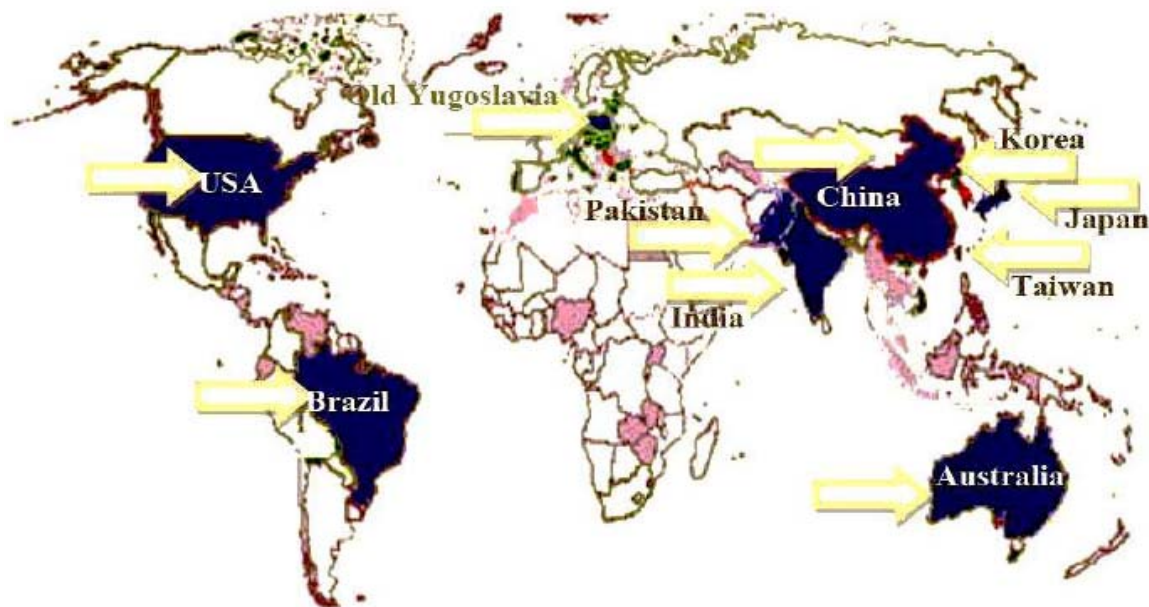 Old Yugoslavia
Korea
USA
China
Pakistan
Japan
Taiwan
India
Brazil
Australia